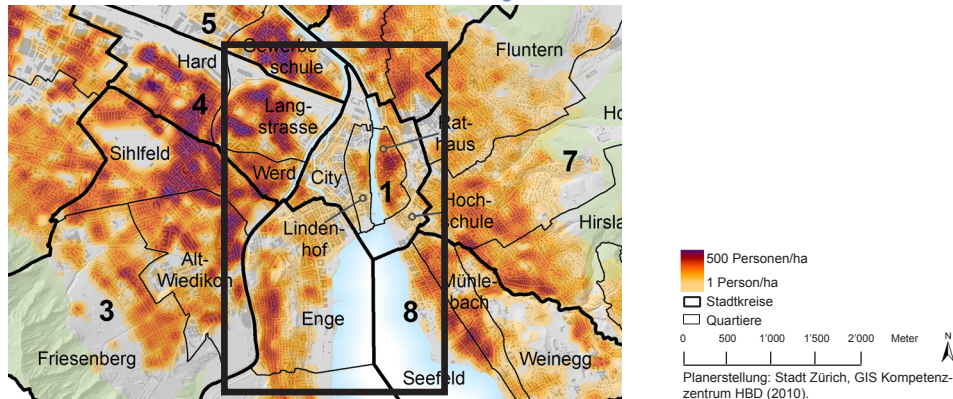 5
Gewerbe-
schule
Fluntern
Hard
4
Lang-
strasse
Rat-
haus
Sihlfeld
7
Werd
City
1
Hoch-
schule
Linden-
hof
Hirsla
Alt-
Wiedikon
Mühle-
bach
3
8
Enge
Friesenberg
Weinegg
Seefeld
500 Personen/ha
1 Person/ha
Stadtkreise
Quartiere
0 500 1'000 1'500 2'000 Meter N
Planerstellung: Stadt Zürich, GIS Kompetenz-
zentrum HBD (2010).